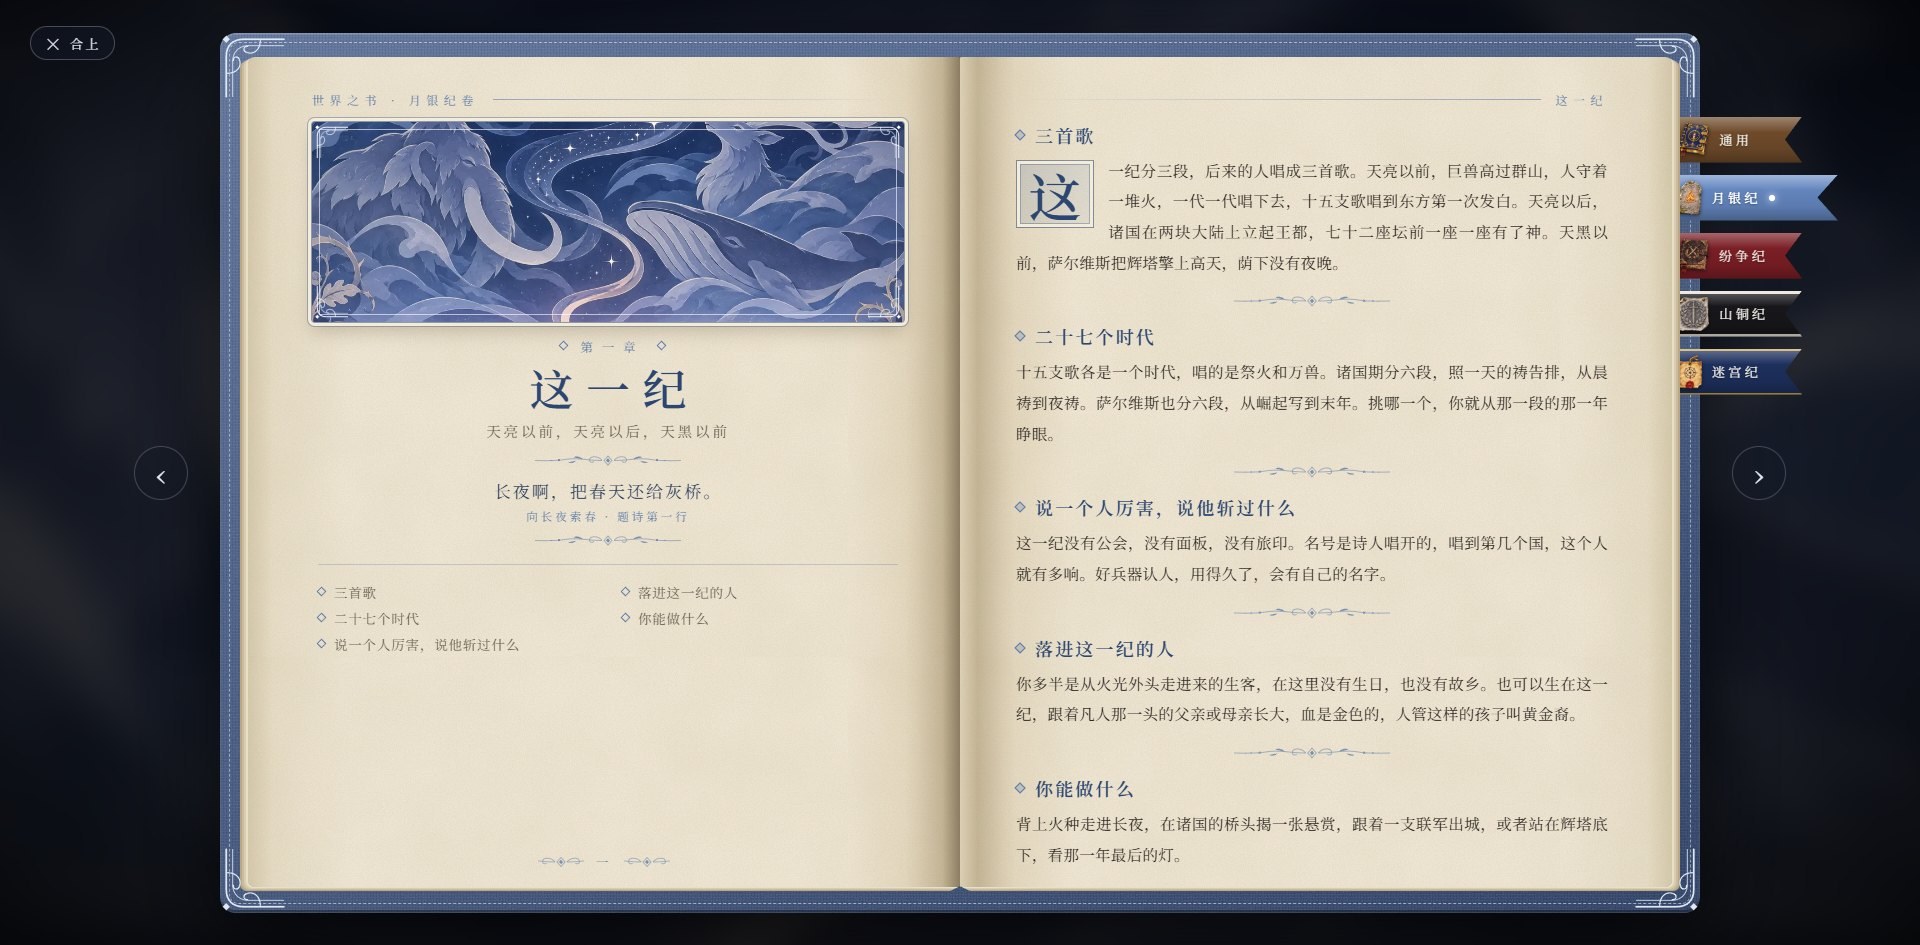 合上
世界之书 · 月银纪卷
第一章
这一纪
天亮以前，天亮以后，天黑以前
长夜啊，把春天还给灰桥。
向长夜索春 · 题诗第一行
三首歌
二十七个时代
说一个人厉害，说他斩过什么
落进这一纪的人
你能做什么
一
这一纪
三首歌
这一纪分三段，后来的人唱成三首歌。天亮以前，巨兽高过群山，人守着
一堆火，一代一代唱下去，十五支歌唱到东方第一次发白。天亮以后，
诸国在两块大陆上立起王都，七十二座坛前一座一座有了神。天黑以
前，萨尔维斯把辉塔擎上高天，荫下没有夜晚。
二十七个时代
十五支歌各是一个时代，唱的是祭火和万兽。诸国期分六段，照一天的祷告排，从晨
祷到夜祷。萨尔维斯也分六段，从崛起写到末年。挑哪一个，你就从那一段的那一年
睁眼。
说一个人厉害，说他斩过什么
这一纪没有公会，没有面板，没有旅印。名号是诗人唱开的，唱到第几个国，这个人
就有多响。好兵器认人，用得久了，会有自己的名字。
落进这一纪的人
你多半是从火光外头走进来的生客，在这里没有生日，也没有故乡。也可以生在这一
纪，跟着凡人那一头的父亲或母亲长大，血是金色的，人管这样的孩子叫黄金裔。
你能做什么
背上火种走进长夜，在诸国的桥头揭一张悬赏，跟着一支联军出城，或者站在辉塔底
下，看那一年最后的灯。
通用
月银纪
纷争纪
山铜纪
迷宫纪